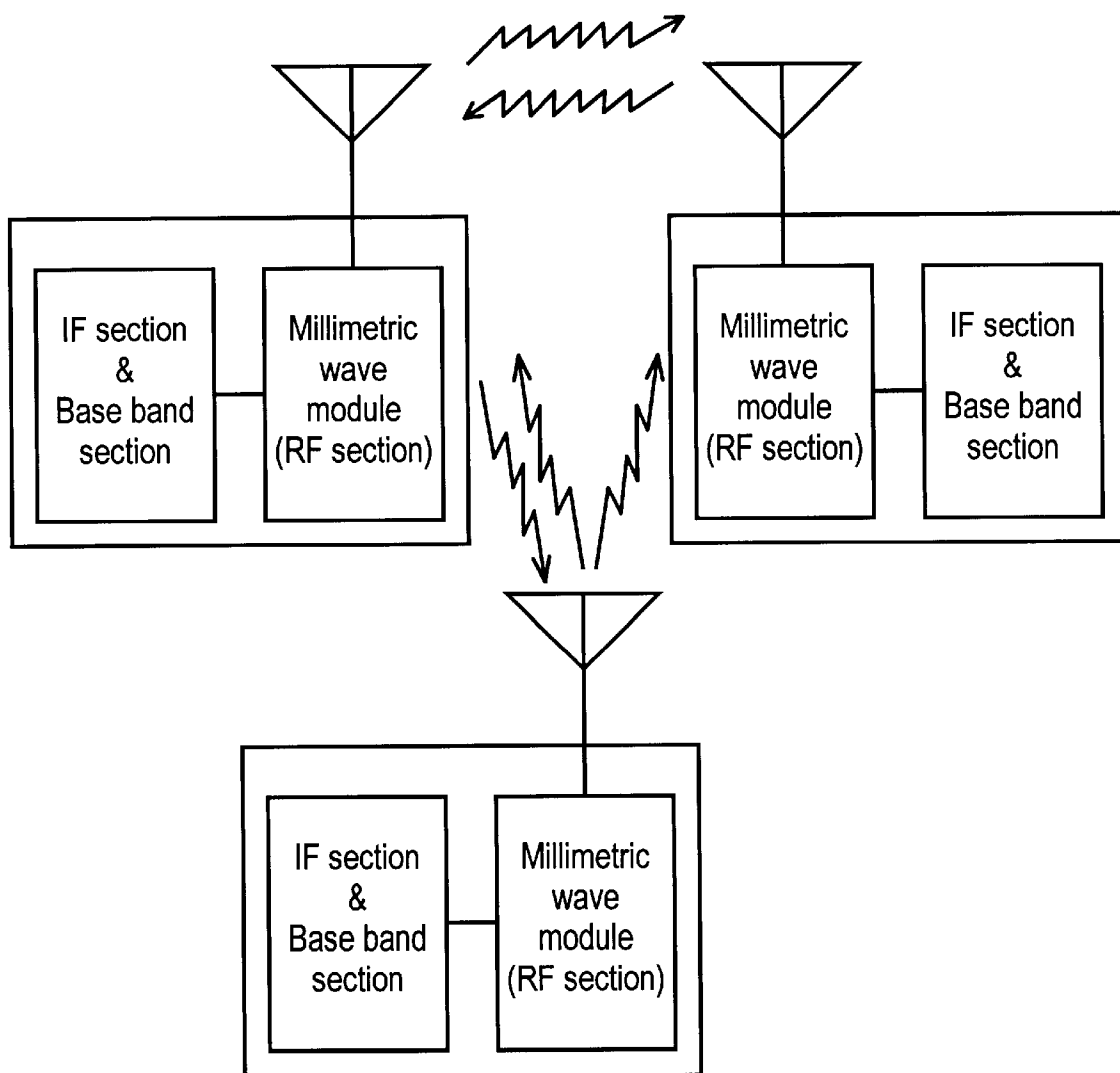 IF section
&
Base band
section
Millimetric
wave
module
(RF section)
Millimetric
wave
module
(RF section)
IF section
&
Base band
section
IF section
&
Base band
section
Millimetric
wave
module
(RF section)